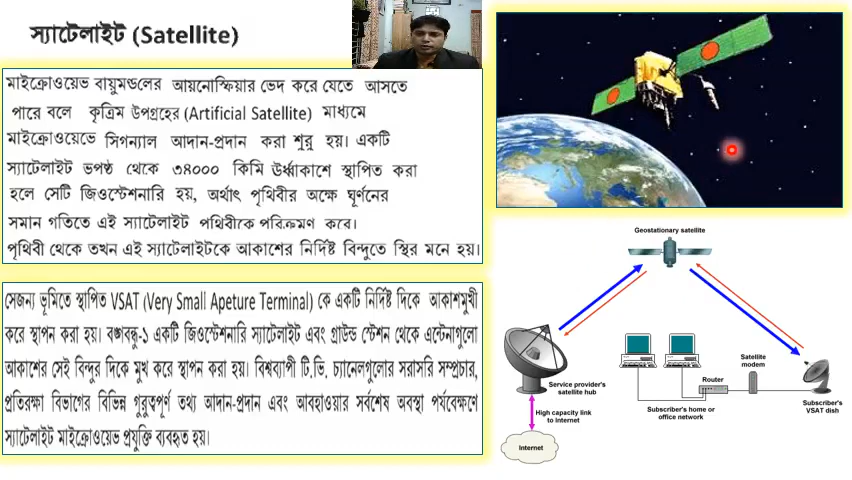 স্যাটেলাইট (Satellite)
মাইক্রোওয়েভ বায়ুমন্ডলের আয়নোস্ফিয়ার ভেদ করে যেতে আসতে
পারে বলে কৃত্রিম উপগ্রহের (Artificial Satellite) মাধ্যমে
মাইক্রোওয়েভে সিগন্যাল আদান-প্রদান করা শুরু হয়। একটি
স্যাটেলাইট ভপৃষ্ঠ থেকে ৩৪০০০ কিমি উর্ধ্বাকাশে স্থাপিত করা
হলে সেটি জিওস্টেশনারি হয়, অর্থাৎ পৃথিবীর অক্ষে ঘূর্ণনের
সমান গতিতে এই স্যাটেলাইট পৃথিবীকে পরিক্রমণ করে।
পৃথিবী থেকে তখন এই স্যাটেলাইটকে আকাশের নির্দিষ্ট বিন্দুতে স্থির মনে হয়।
সেজন্য ভূমিতে স্থাপিত VSAT (Very Small Apeture Terminal) কে একটি নির্দিষ্ট দিকে আকাশমুখী
করে স্থাপন করা হয়। বঙ্গবন্ধু-১ একটি জিওস্টেশনারি স্যাটেলাইট এবং গ্রাউন্ড স্টেশন থেকে এন্টেনাগুলো
আকাশের সেই বিন্দুর দিকে মুখ করে স্থাপন করা হয়। বিশ্বব্যাপী টি.ভি. চ্যানেলগুলোর সরাসরি সম্প্রচার,
প্রতিরক্ষা বিভাগের বিভিন্ন গুরুত্বপূর্ণ তথ্য আদান-প্রদান এবং আবহাওয়ার সর্বশেষ অবস্থা পর্যবেক্ষণে
স্যাটেলাইট মাইক্রোওয়েভ প্রযুক্তি ব্যবহৃত হয়।
Geostationary satellite
Service provider's
satellite hub
High capacity link
to internet
Internet
Subscriber's home or
office network
Router
Satellite
modem
Subscriber's
VSAT dish